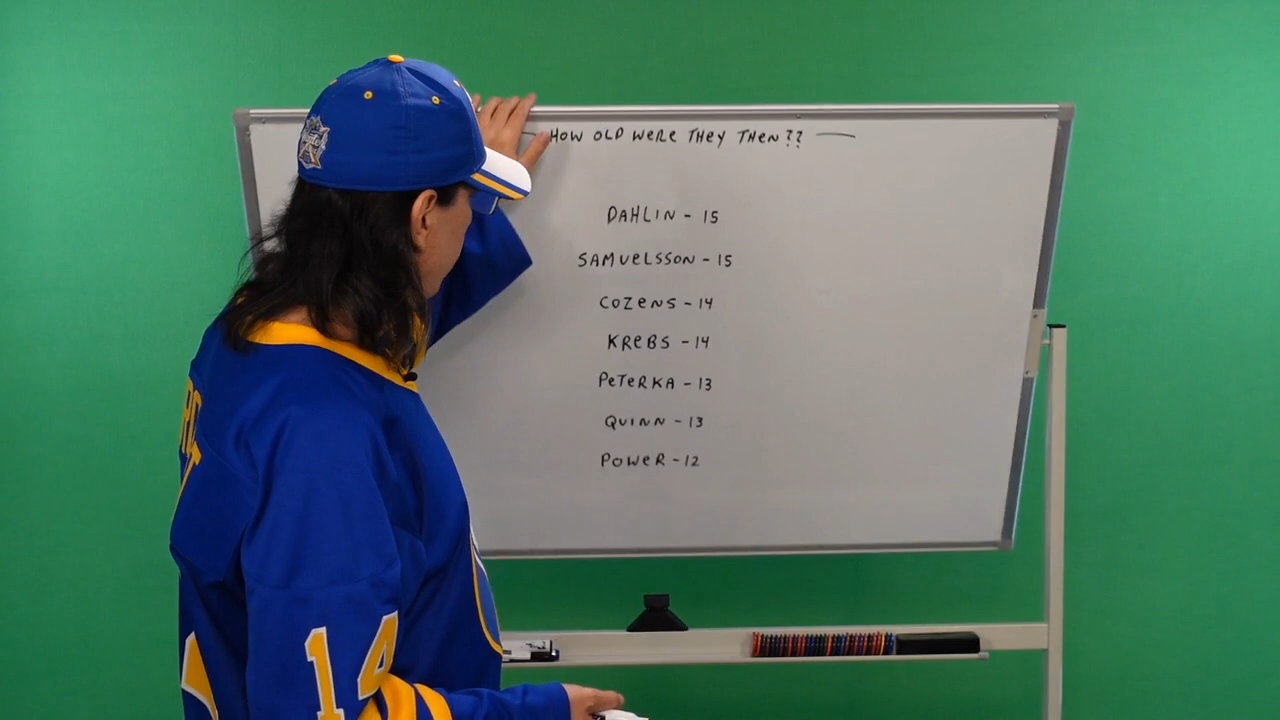 — HOW OLD WERE THEY THEN?? —
DAHLIN - 15
SAMUELSSON - 15
COZENS - 14
KREBS - 14
PETERKA - 13
QUINN - 13
POWER - 12
14